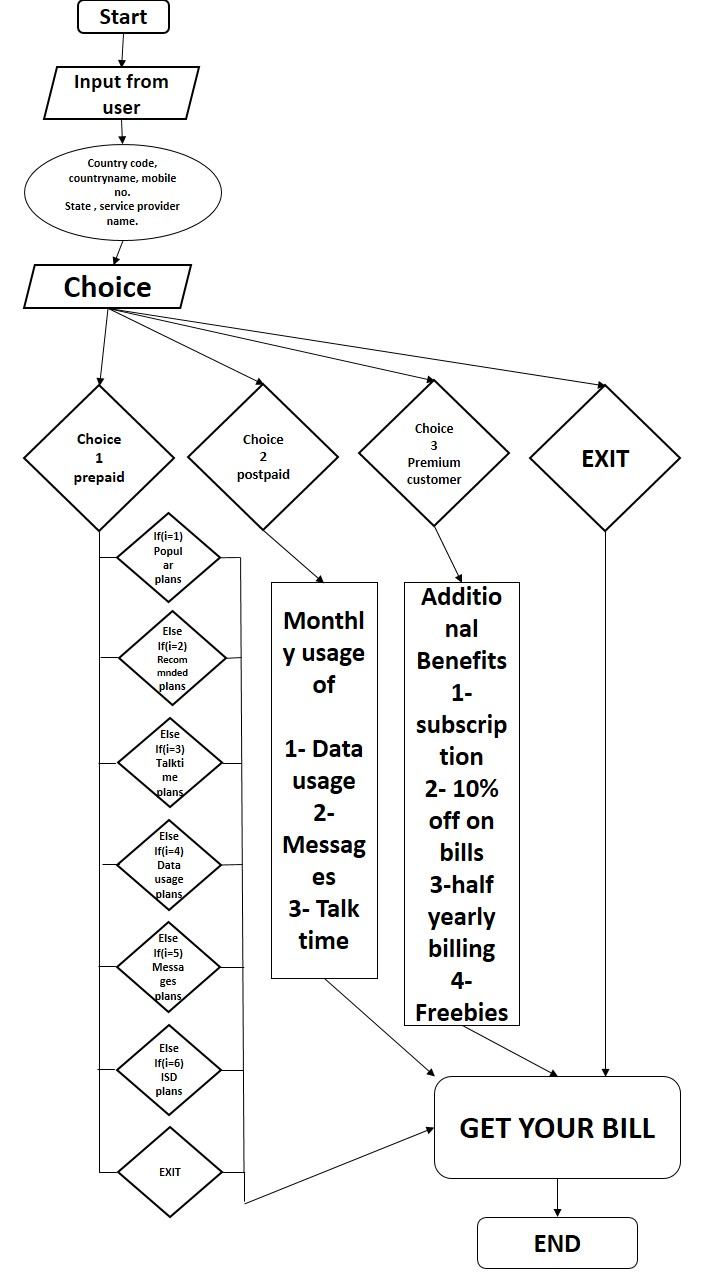 Start
Input from
user
Country code,
countryname, mobile
no.
State , service provider
name.
Choice
Choice
1
prepaid
Choice
2
postpaid
Choice
3
Premium
customer
EXIT
If(i=1)
Popul
ar
plans
Else
If(i=2)
Recom
mnded
plans
Else
If(i=3)
Talkti
me
plans
Else
If(i=4)
Data
usage
plans
Else
If(i=5)
Messa
ges
plans
Else
If(i=6)
ISD
plans
EXIT
Monthl
y usage
of
1- Data
usage
2-
Messag
es
3- Talk
time
Additio
nal
Benefits
1-
subscrip
tion
2- 10%
off on
bills
3-half
yearly
billing
4-
Freebies
GET YOUR BILL
END